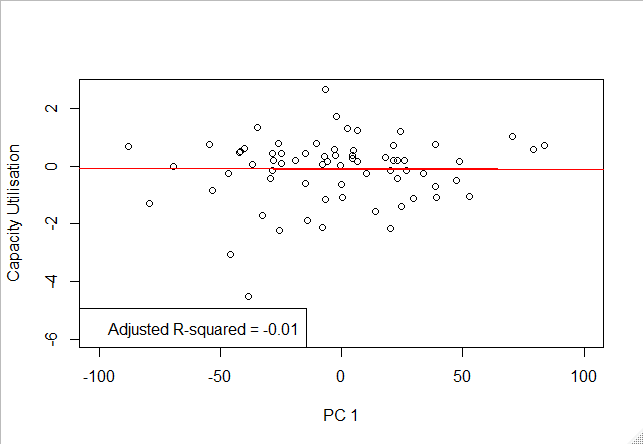 2
0
-2
-4
-6
Capacity Utilisation
Adjusted R-squared = -0.01
-100 -50 0 50 100
PC 1